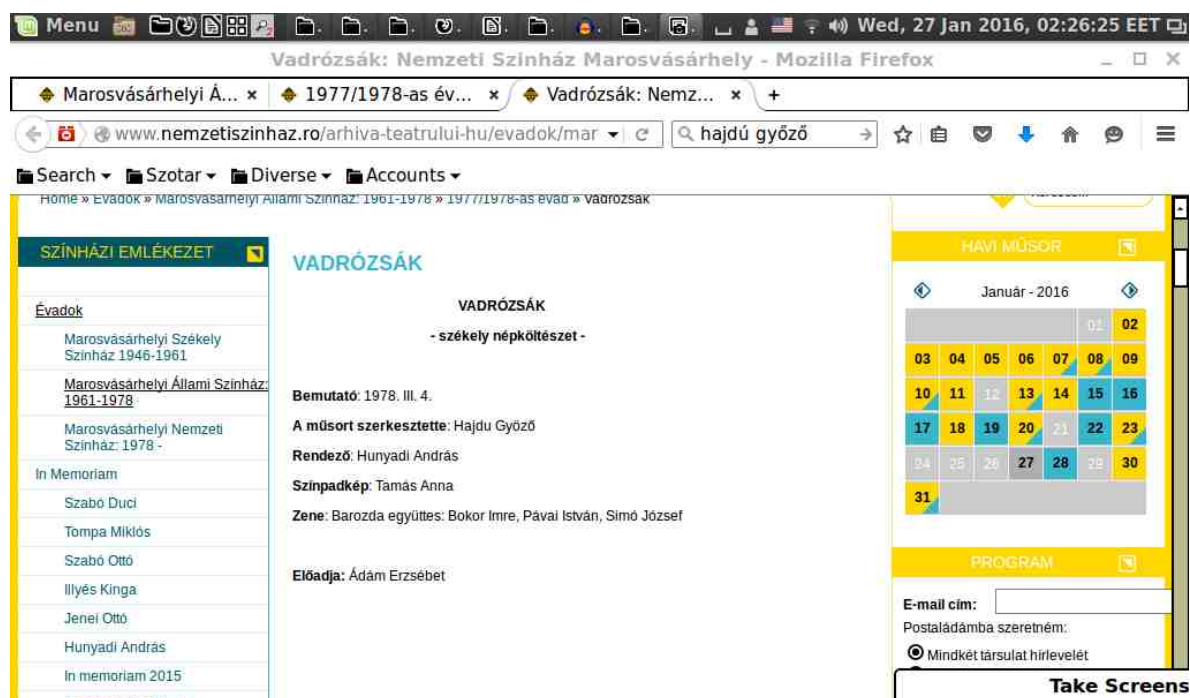 Menu Wed, 27 Jan 2016, 02:26:25 EET
Vadrózsák: Nemzeti Szinház Marosvásárhely - Mozilla Firefox
Marosvásárhelyi Á... × 1977/1978-as év... × Vadrózsák: Nemz... × +
www.nemzetiszinhaz.ro/arhiva-teatrului-hu/evadok/mar hajdú győző
Search Szotar Diverse Accounts
Home » Évadok » Marosvásárhelyi Állami Színház: 1961-1978 » 1977/1978-as évad » Vadrózsák
SZÍNHÁZI EMLÉKEZET
Évadok
Marosvásárhelyi Székely
Színház 1946-1961
Marosvásárhelyi Állami Színház:
1961-1978
Marosvásárhelyi Nemzeti
Színház: 1978 -
In Memoriam
Szabó Duci
Tompa Miklós
Szabó Ottó
Illyés Kinga
Jenei Ottó
Hunyadi András
In memoriam 2015
VADRÓZSÁK
VADRÓZSÁK
- székely népköltészet -
Bemutató: 1978. III. 4.
A műsort szerkesztette: Hajdu Gyözö
Rendező: Hunyadi András
Színpadkép: Tamás Anna
Zene: Barozda együttes: Bokor Imre, Pávai István, Simó József
Előadja: Ádám Erzsébet
HAVI MŰSOR
Január - 2016
01 02
03 04 05 06 07 08 09
10 11 12 13 14 15 16
17 18 19 20 21 22 23
24 25 26 27 28 29 30
31
PROGRAM
E-mail cím:
Postaládámba szeretném:
Mindkét társulat hírlevelét
Take Screens